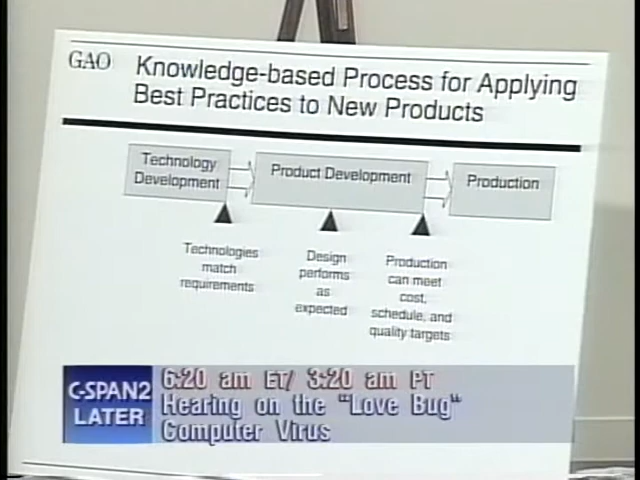 GAO
Knowledge-based Process for Applying
Best Practices to New Products
Technology
Development
Product Development
Production
Technologies
match
requirements
Design
performs
as
expected
Production
can meet
cost,
schedule, and
quality targets
C-SPAN2
LATER
6:20 am ET/ 3:20 am PT
Hearing on the "Love Bug"
Computer Virus